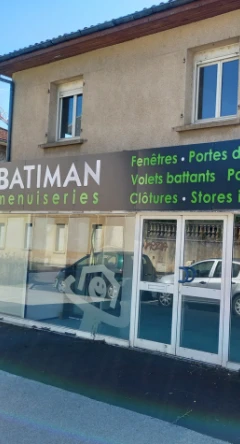 BATIMAN
menuiseries
Fenêtres • Portes d
Volets battants Po
Clôtures • Stores i